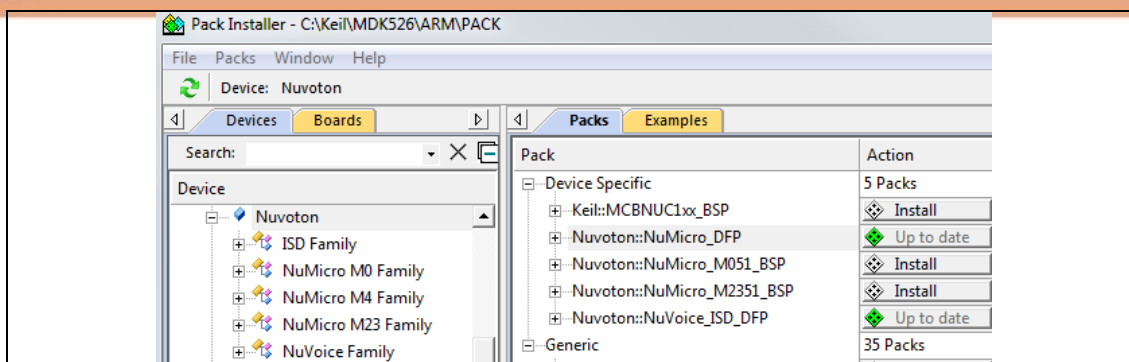 Pack Installer - C:\Keil\MDK526\ARM\PACK
File Packs Window Help
Device: Nuvoton
Devices Boards
Packs Examples
Search:
Device
Nuvoton
ISD Family
NuMicro M0 Family
NuMicro M4 Family
NuMicro M23 Family
NuVoice Family
Pack Action
Device Specific 5 Packs
Keil::MCBNUC1xx_BSP Install
Nuvoton::NuMicro_DFP Up to date
Nuvoton::NuMicro_M051_BSP Install
Nuvoton::NuMicro_M2351_BSP Install
Nuvoton::NuVoice_ISD_DFP Up to date
Generic 35 Packs